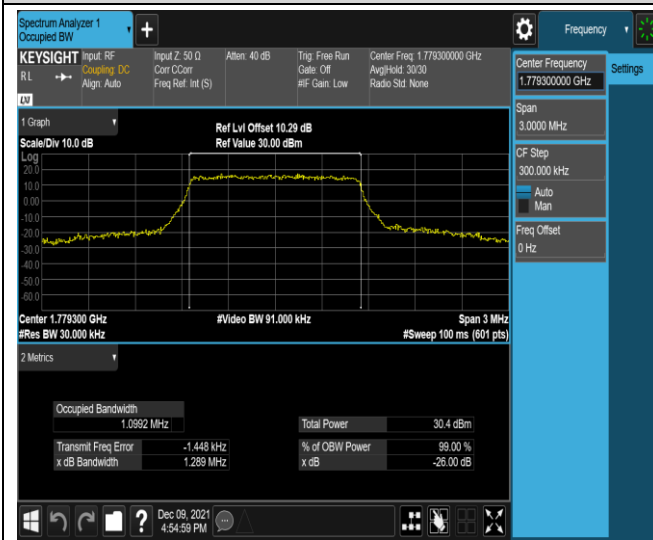 Spectrum Analyzer 1
Occupied BW
+
Frequency
KEYSIGHT
RL
LXI
Input: RF
Coupling: DC
Align: Auto
Input Z: 50 Ω
Corr CCorr
Freq Ref: Int (S)
Atten: 40 dB
Trig: Free Run
Gate: Off
#IF Gain: Low
Center Freq: 1.779300000 GHz
Avg|Hold: 30/30
Radio Std: None
Center Frequency
1.779300000 GHz
Settings
Span
3.0000 MHz
CF Step
300.000 kHz
Auto
Man
Freq Offset
0 Hz
1 Graph
Scale/Div 10.0 dB
Ref Lvl Offset 10.29 dB
Ref Value 30.00 dBm
Log
20.0
10.0
0.00
-10.0
-20.0
-30.0
-40.0
-50.0
-60.0
Center 1.779300 GHz
#Res BW 30.000 kHz
#Video BW 91.000 kHz
Span 3 MHz
#Sweep 100 ms (601 pts)
2 Metrics
Occupied Bandwidth
1.0992 MHz
Transmit Freq Error -1.448 kHz
x dB Bandwidth 1.289 MHz
Total Power 30.4 dBm
% of OBW Power 99.00 %
x dB -26.00 dB
?
Dec 09, 2021
4:54:59 PM